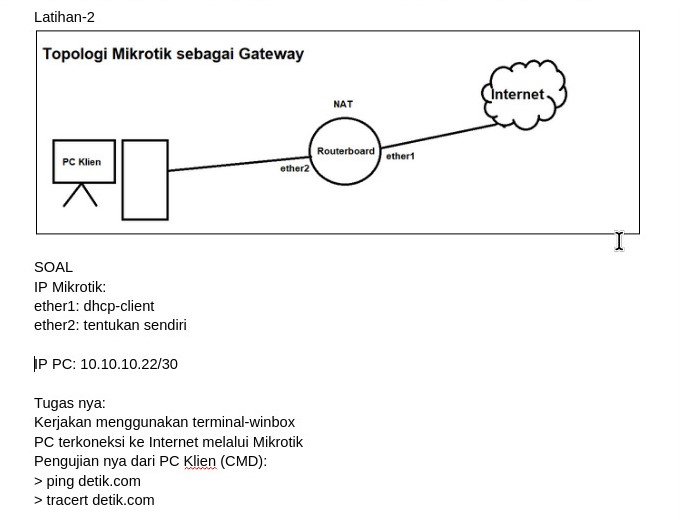 Latihan-2
Topologi Mikrotik sebagai Gateway
Internet
NAT
PC Klien
Routerboard
ether1
ether2
SOAL
IP Mikrotik:
ether1: dhcp-client
ether2: tentukan sendiri
IP PC: 10.10.10.22/30
Tugas nya:
Kerjakan menggunakan terminal-winbox
PC terkoneksi ke Internet melalui Mikrotik
Pengujian nya dari PC Klien (CMD):
> ping detik.com
> tracert detik.com